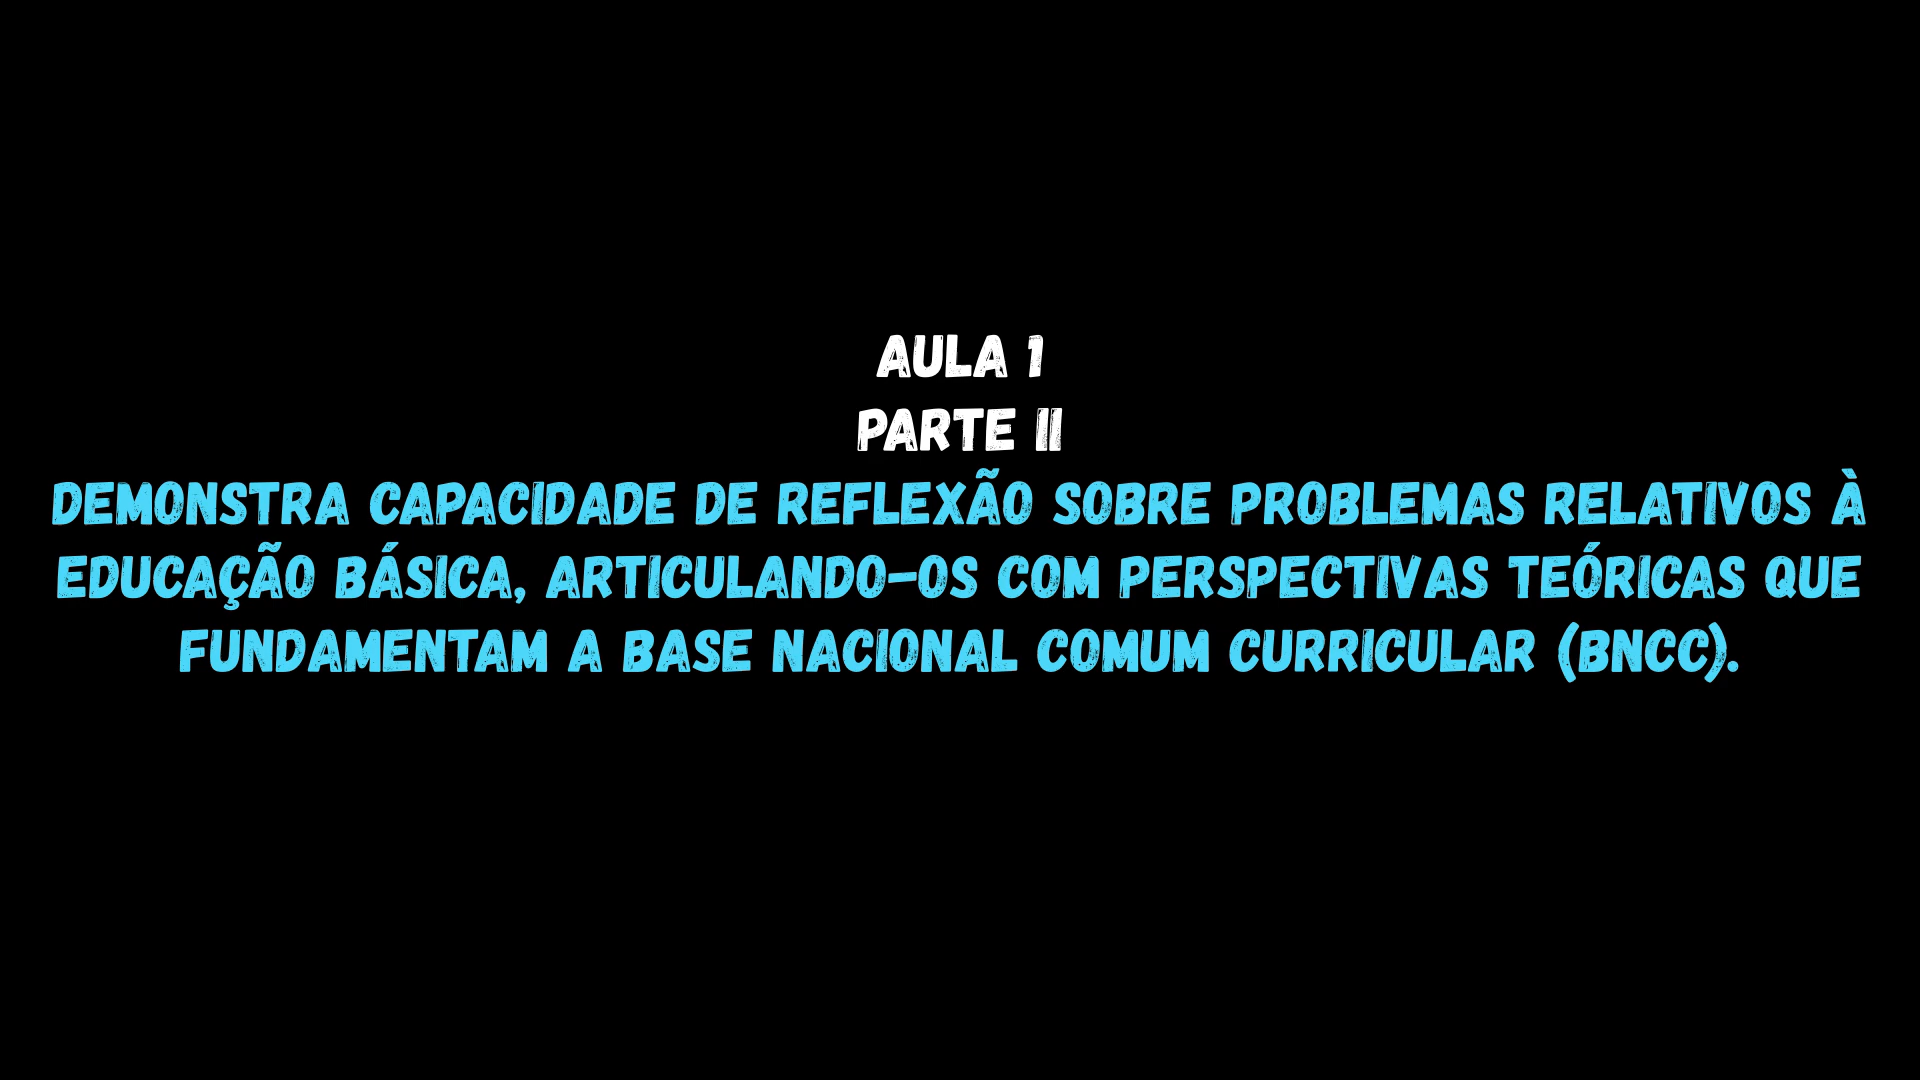 AULA 1
PARTE II
DEMONSTRA CAPACIDADE DE REFLEXÃO SOBRE PROBLEMAS RELATIVOS À
EDUCAÇÃO BÁSICA, ARTICULANDO-OS COM PERSPECTIVAS TEÓRICAS QUE
FUNDAMENTAM A BASE NACIONAL COMUM CURRICULAR (BNCC).